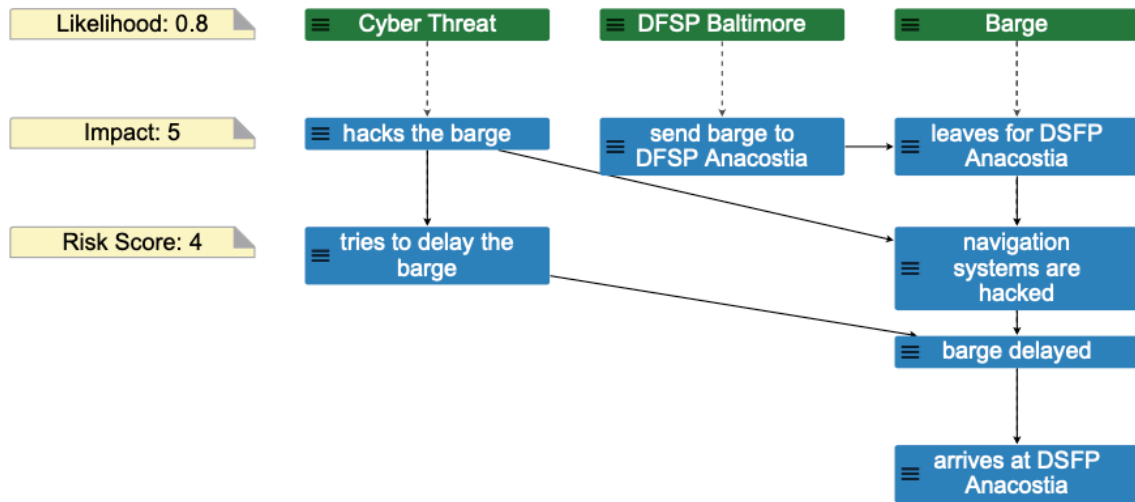 Likelihood: 0.8
Cyber Threat
DFSP Baltimore
Barge
Impact: 5
hacks the barge
send barge to
DFSP Anacostia
leaves for DSFP
Anacostia
Risk Score: 4
tries to delay the
barge
navigation
systems are
hacked
barge delayed
arrives at DSFP
Anacostia